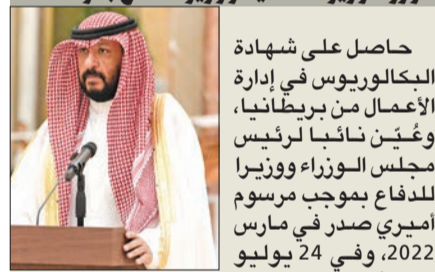 حاصل على شهادة
البكالوريوس في إدارة
الأعمال من بريطانيا،
وعُيّن نائبا لرئيس
مجلس الوزراء ووزيرا
للدفاع بموجب مرسوم
أميري صدر في مارس
2022، وفي 24 يوليو